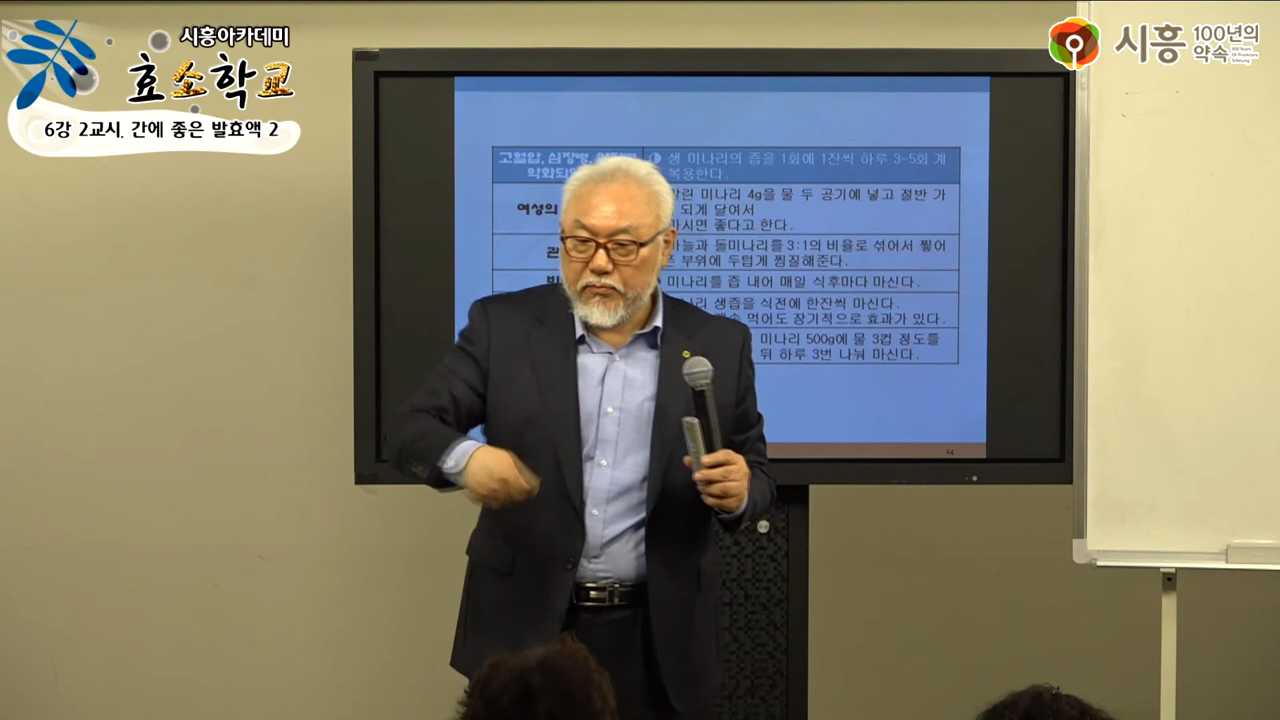 시흥아카데미
효소학교
6강 2교시. 간에 좋은 발효액 2
시흥 100년의
약속
고혈압, 심장병,
악화되
생 미나리의 즙을 1회에 1잔씩 하루 3-5회 계
복용한다.
여성의
말린 미나리 4g을 물 두 공기에 넣고 절반 가
되게 달여서
마시면 좋다고 한다.
관
마늘과 돌미나리를 3:1의 비율로 섞어서 찧어
부위에 두텁게 찜질해준다.
미나리를 즙 내어 매일 식후마다 마신다.
생즙을 식전에 한잔씩 마신다.
먹어도 장기적으로 효과가 있다.
미나리 500g에 물 3컵 정도를
뒤 하루 3번 나눠 마신다.